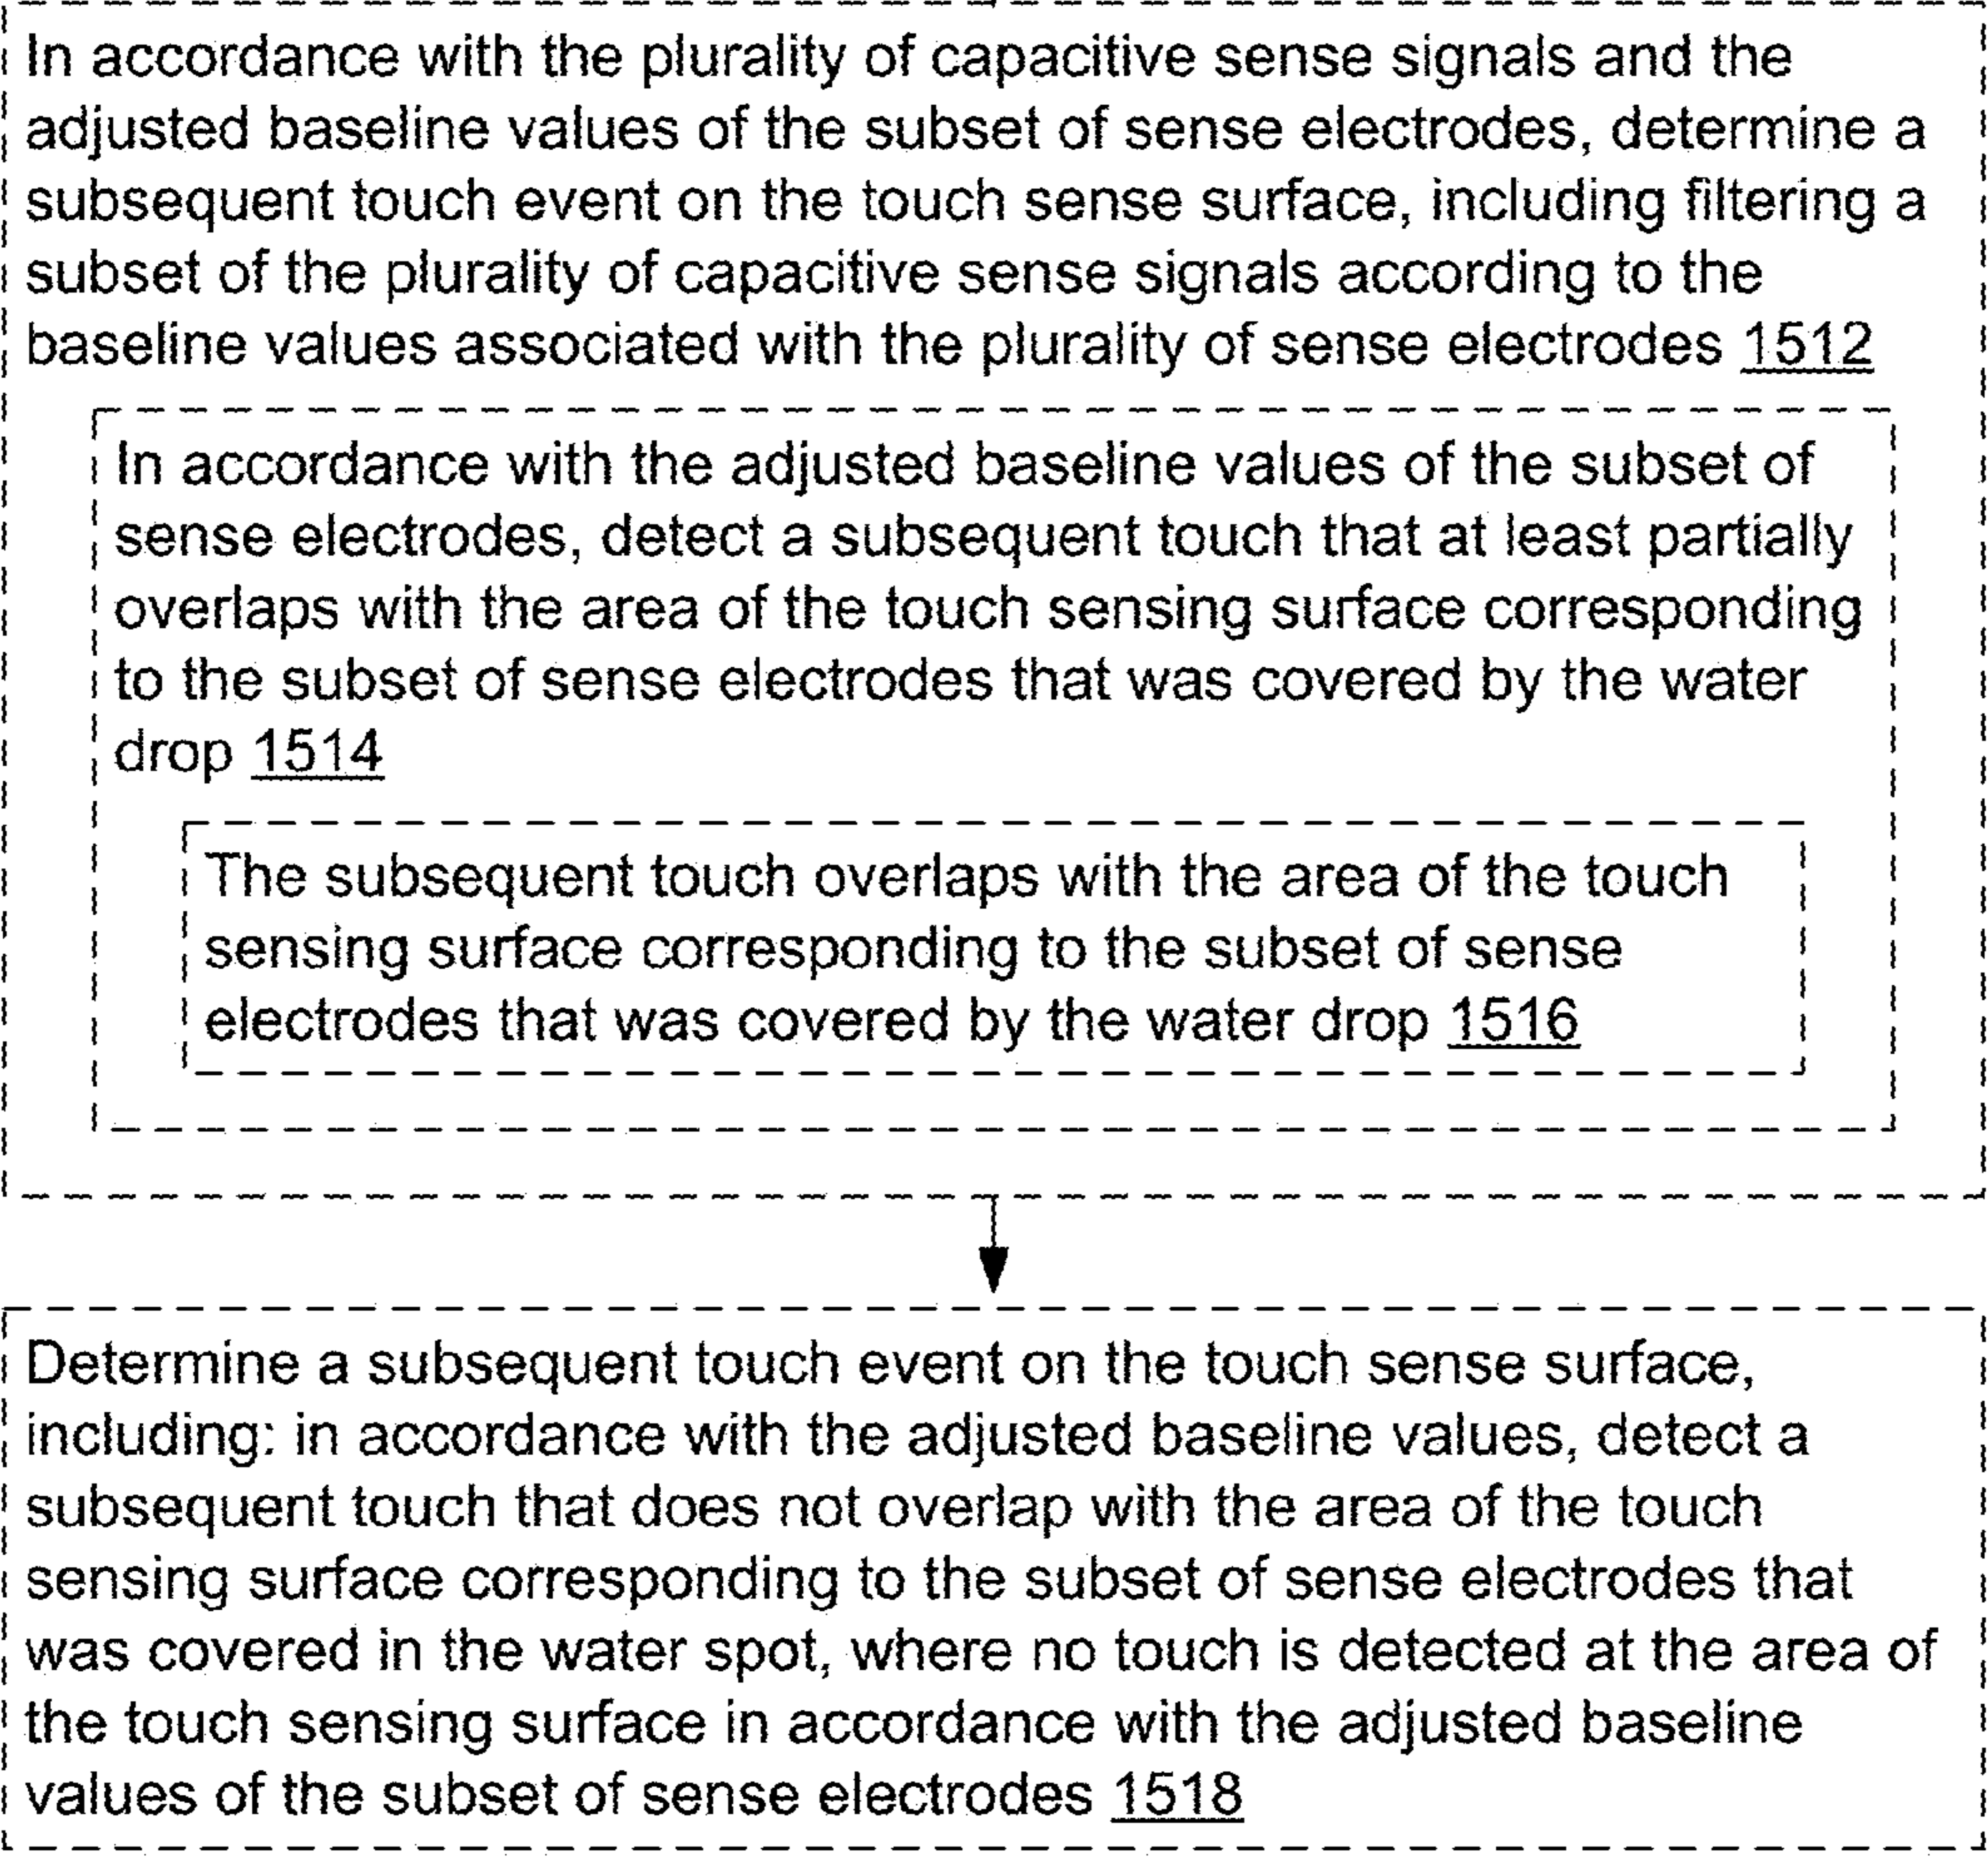 In accordance with the plurality of capacitive sense signals and the
adjusted baseline values of the subset of sense electrodes, determine a
subsequent touch event on the touch sense surface, including filtering a
subset of the plurality of capacitive sense signals according to the
baseline values associated with the plurality of sense electrodes 1512
In accordance with the adjusted baseline values of the subset of
sense electrodes, detect a subsequent touch that at least partially
overlaps with the area of the touch sensing surface corresponding
to the subset of sense electrodes that was covered by the water
drop 1514
The subsequent touch overlaps with the area of the touch
sensing surface corresponding to the subset of sense
electrodes that was covered by the water drop 1516
Determine a subsequent touch event on the touch sense surface,
including: in accordance with the adjusted baseline values, detect a
subsequent touch that does not overlap with the area of the touch
sensing surface corresponding to the subset of sense electrodes that
was covered in the water spot, where no touch is detected at the area of
the touch sensing surface in accordance with the adjusted baseline
values of the subset of sense electrodes 1518